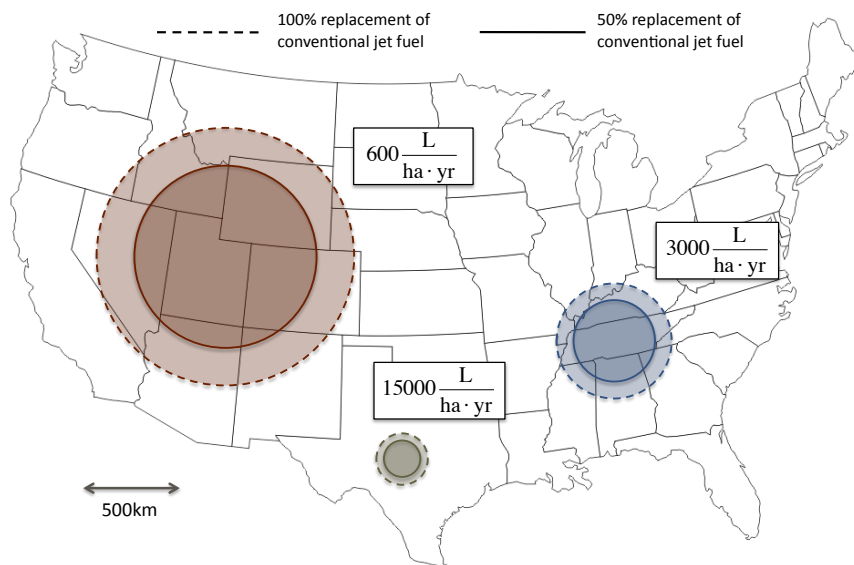 100% replacement of
conventional jet fuel
50% replacement of
conventional jet fuel
600 L
ha · yr
3000 L
ha · yr
15000 L
ha · yr
500km